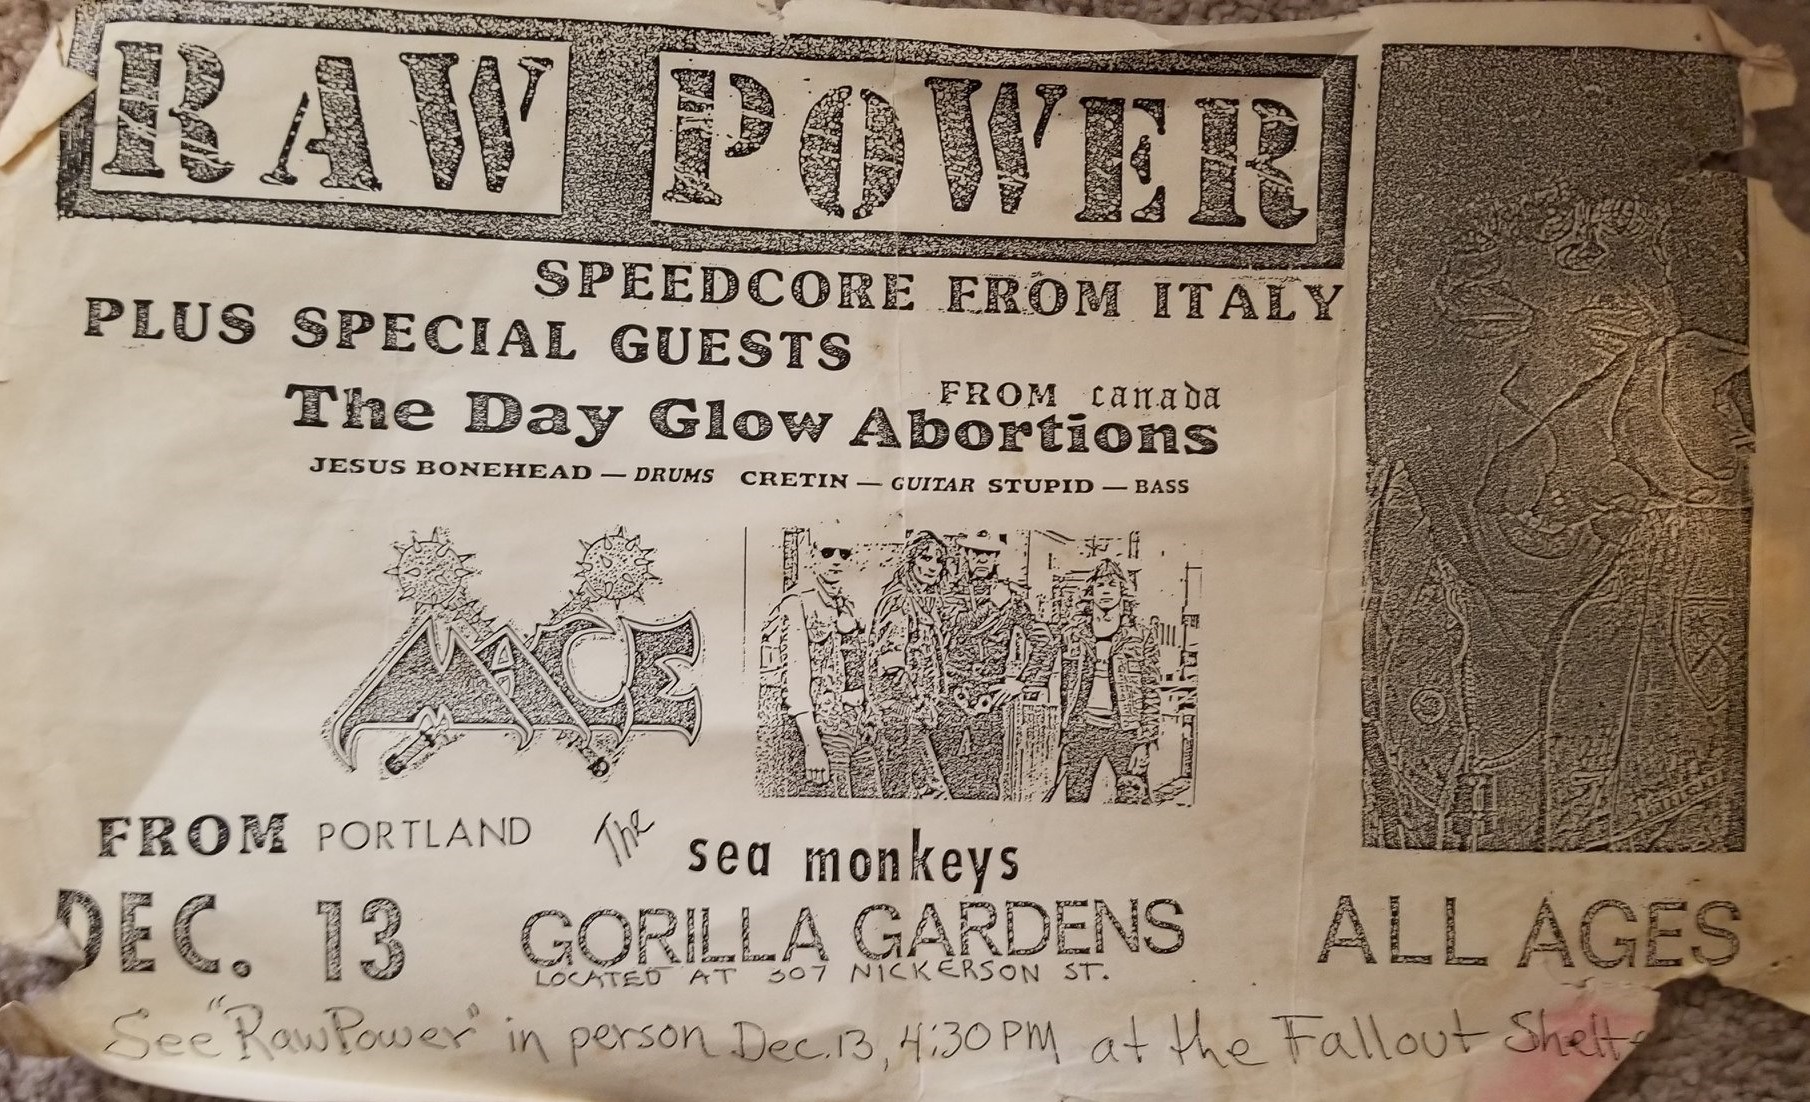 RAW POWER
SPEEDCORE FROM ITALY
PLUS SPECIAL GUESTS
FROM canada
The Day Glow Abortions
JESUS BONEHEAD — DRUMS CRETIN — GUITAR STUPID — BASS
MACE
FROM PORTLAND
The sea monkeys
DEC. 13
GORILLA GARDENS
ALL AGES
LOCATED AT 307 NICKERSON ST.
See "Raw Power" in person Dec. 13, 4:30 PM at the Fallout Shelte